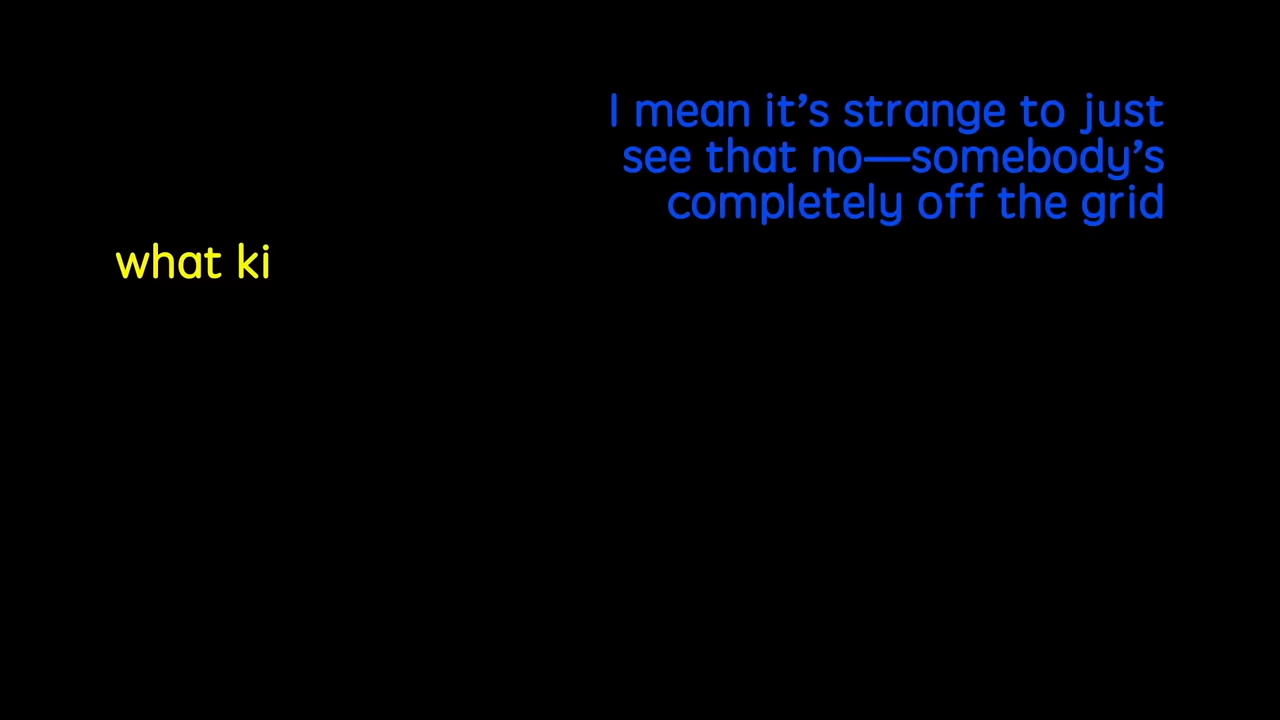 I mean it’s strange to just
see that no—somebody’s
completely off the grid
what ki